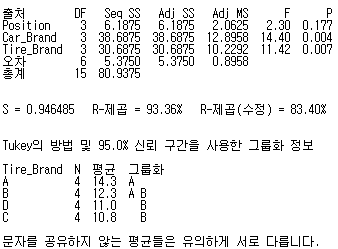 출처 DF Seq SS Adj SS Adj MS F P
Position 3 6.1875 6.1875 2.0625 2.30 0.177
Car_Brand 3 38.6875 38.6875 12.8958 14.40 0.004
Tire_Brand 3 30.6875 30.6875 10.2292 11.42 0.007
오차 6 5.3750 5.3750 0.8958
총계 15 80.9375
S = 0.946485 R-제곱 = 93.36% R-제곱(수정) = 83.40%
Tukey의 방법 및 95.0% 신뢰 구간을 사용한 그룹화 정보
Tire_Brand N 평균 그룹화
A 4 14.3 A
B 4 12.3 A B
D 4 11.0 B
C 4 10.8 B
문자를 공유하지 않는 평균들은 유의하게 서로 다릅니다.